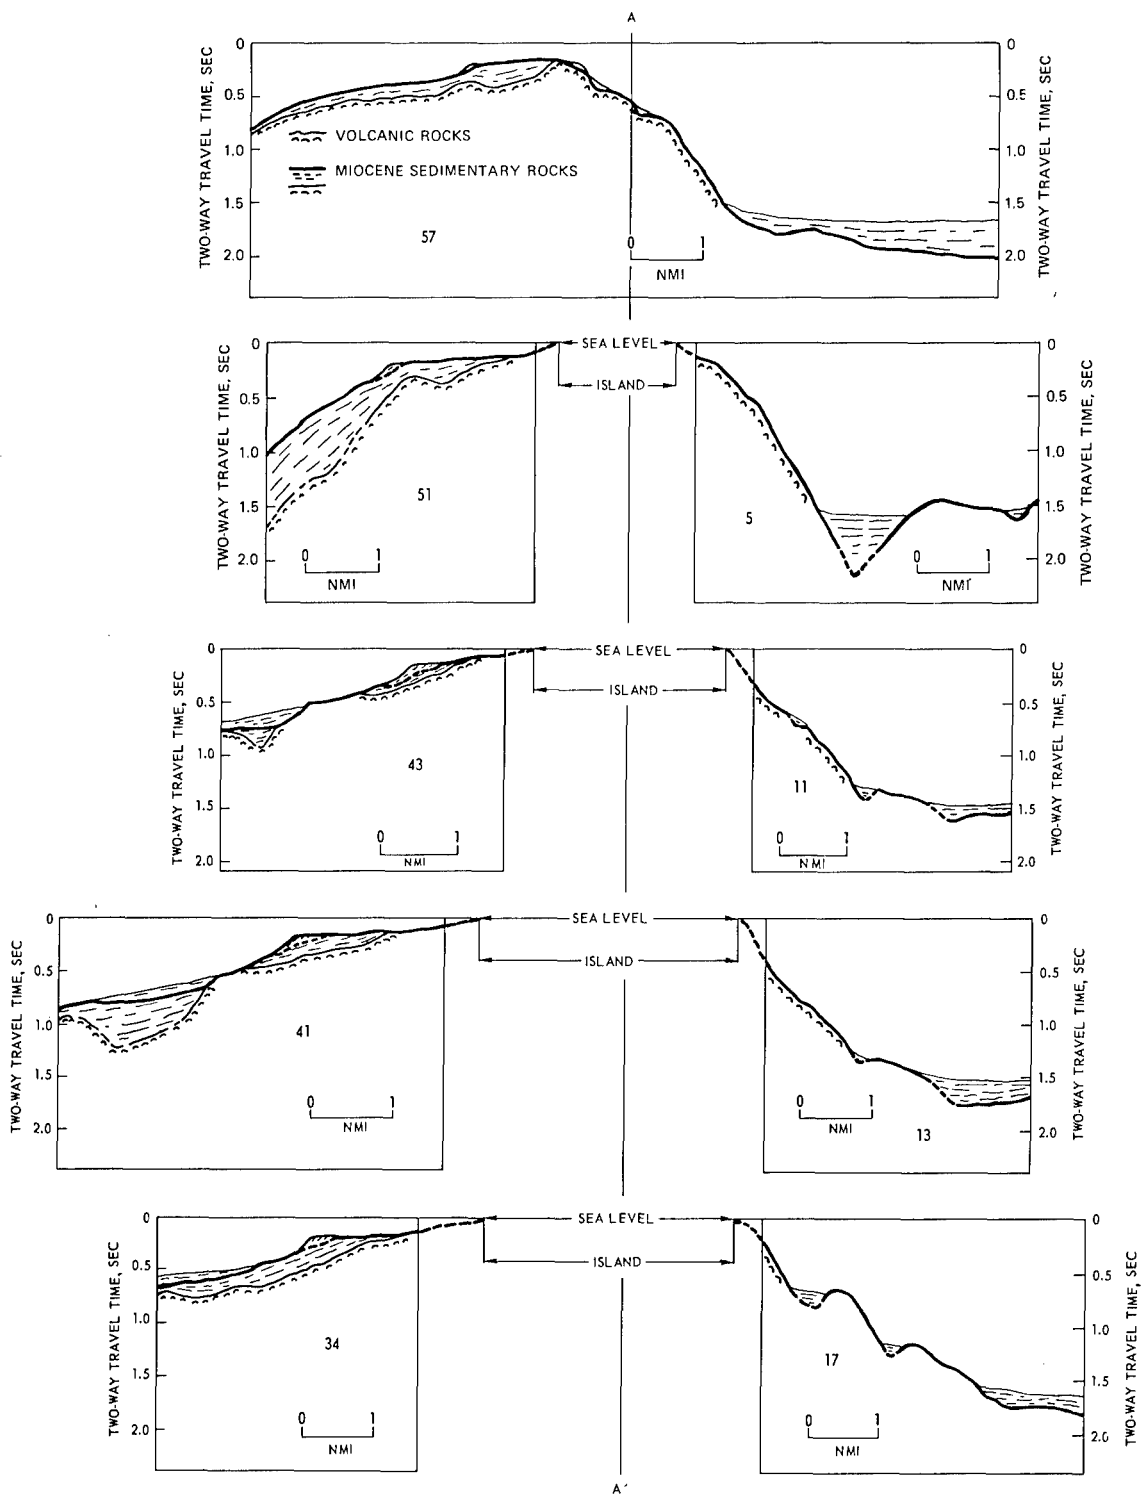 A
0
0.5
1.0
1.5
2.0
TWO-WAY TRAVEL TIME, SEC
VOLCANIC ROCKS
MIOCENE SEDIMENTARY ROCKS
57
0 1
NMI
0
0.5
1.0
1.5
2.0
TWO-WAY TRAVEL TIME, SEC
0
0.5
1.0
1.5
2.0
TWO-WAY TRAVEL TIME, SEC
51
0 1
NMI
SEA LEVEL
ISLAND
5
0 1
NMI
0
0.5
1.0
1.5
2.0
TWO-WAY TRAVEL TIME, SEC
0
0.5
1.0
1.5
2.0
TWO-WAY TRAVEL TIME, SEC
43
0 1
NMI
SEA LEVEL
ISLAND
11
0 1
NMI
0
0.5
1.0
1.5
2.0
TWO-WAY TRAVEL TIME, SEC
0
0.5
1.0
1.5
2.0
TWO-WAY TRAVEL TIME, SEC
41
0 1
NMI
SEA LEVEL
ISLAND
0 1
NMI
13
0
0.5
1.0
1.5
2.0
TWO-WAY TRAVEL TIME, SEC
0
0.5
1.0
1.5
2.0
TWO-WAY TRAVEL TIME, SEC
34
0 1
NMI
SEA LEVEL
ISLAND
17
0 1
NMI
0
0.5
1.0
1.5
2.0
TWO-WAY TRAVEL TIME, SEC
A'